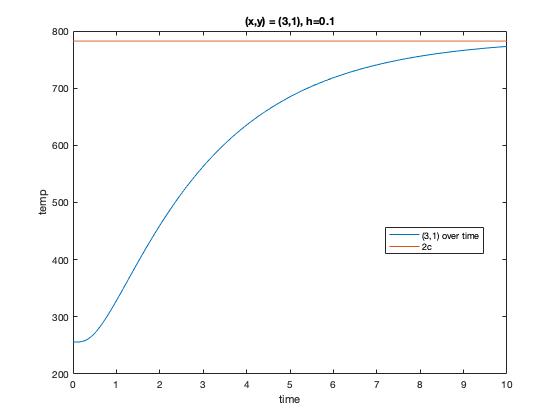 (x,y) = (3,1), h=0.1
800
700
600
500
400
300
200
temp
(3,1) over time
2c
0 1 2 3 4 5 6 7 8 9 10
time